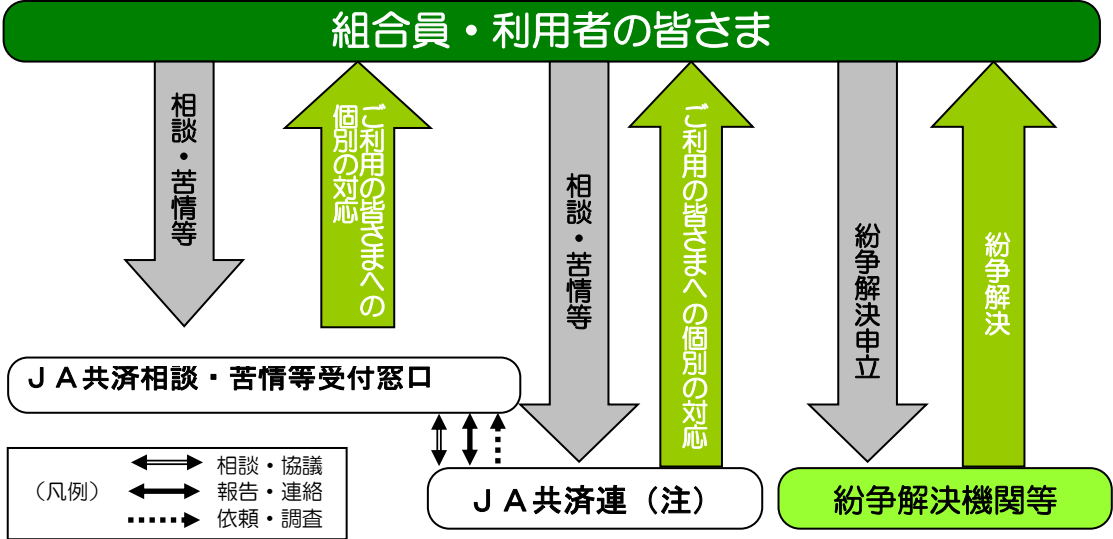 組合員・利用者の皆さま
相談・苦情等
ご利用の皆さまへの
個別の対応
相談・苦情等
ご利用の皆さまへの個別の対応
紛争解決申立
紛争解決
JA共済相談・苦情等受付窓口
JA共済連(注)
紛争解決機関等
(凡例)
相談・協議
報告・連絡
依頼・調査